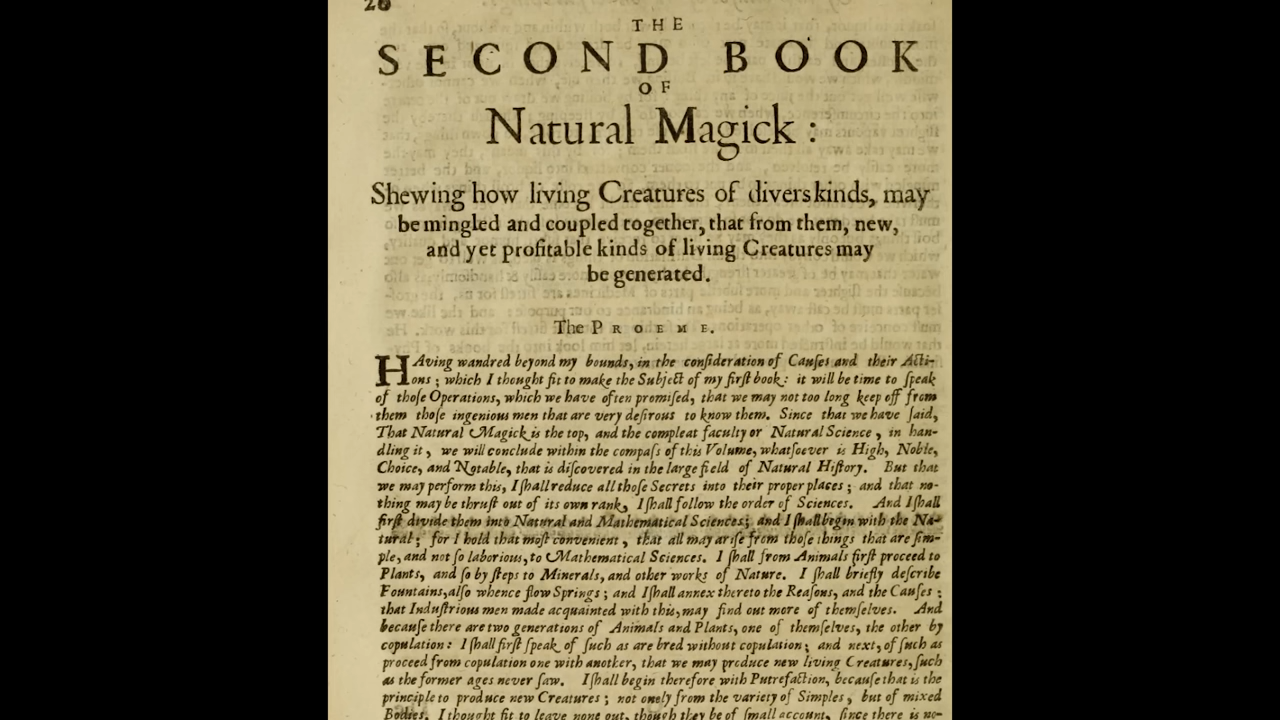 26
THE
SECOND BOOK
OF
Natural Magick:
Shewing how living Creatures of divers kinds, may
be mingled and coupled together, that from them, new,
and yet profitable kinds of living Creatures may
be generated.
The PROEME.
HAving wandred beyond my bounds, in the conſideration of Cauſes and their Acti-
ons; which I thought fit to make the Subject of my firſt book: it will be time to ſpeak
of thoſe Operations, which we have often promiſed, that we may not too long keep off from
them thoſe ingenious men that are very deſirous to know them. Since that we have ſaid,
That Natural Magick is the top, and the compleat faculty or Natural Science, in han-
dling it, we will conclude within the compaſs of this Volume, whatſoever is High, Noble,
Choice, and Notable, that is diſcovered in the large field of Natural Hiſtory. But that
we may perform this, I ſhall reduce all thoſe Secrets into their proper places; and that no-
thing may be thruſt out of its own rank, I ſhall follow the order of Sciences. And I ſhall
firſt divide them into Natural and Mathematical Sciences; and I ſhall begin with the Na-
tural; for I hold that moſt convenient, that all may ariſe from thoſe things that are ſim-
ple, and not ſo laborious, to Mathematical Sciences. I ſhall from Animals firſt proceed to
Plants, and ſo by ſteps to Minerals, and other works of Nature. I ſhall briefly deſcribe
Fountains, alſo whence flow Springs; and I ſhall annex thereto the Reaſons, and the Cauſes;
that Induſtrious men made acquainted with this, may find out more of themſelves. And
becauſe there are two generations of Animals and Plants, one of themſelves, the other by
copulation: I ſhall firſt ſpeak of ſuch as are bred without copulation; and next, of ſuch as
proceed from copulation one with another, that we may produce new living Creatures, ſuch
as the former ages never ſaw. I ſhall begin therefore with Putrefaction, becauſe that is the
principle to produce new Creatures; not onely from the variety of Simples, but of mixed
Bodies. I thought fit to leave none out, though they be of ſmall account, ſince there is no-